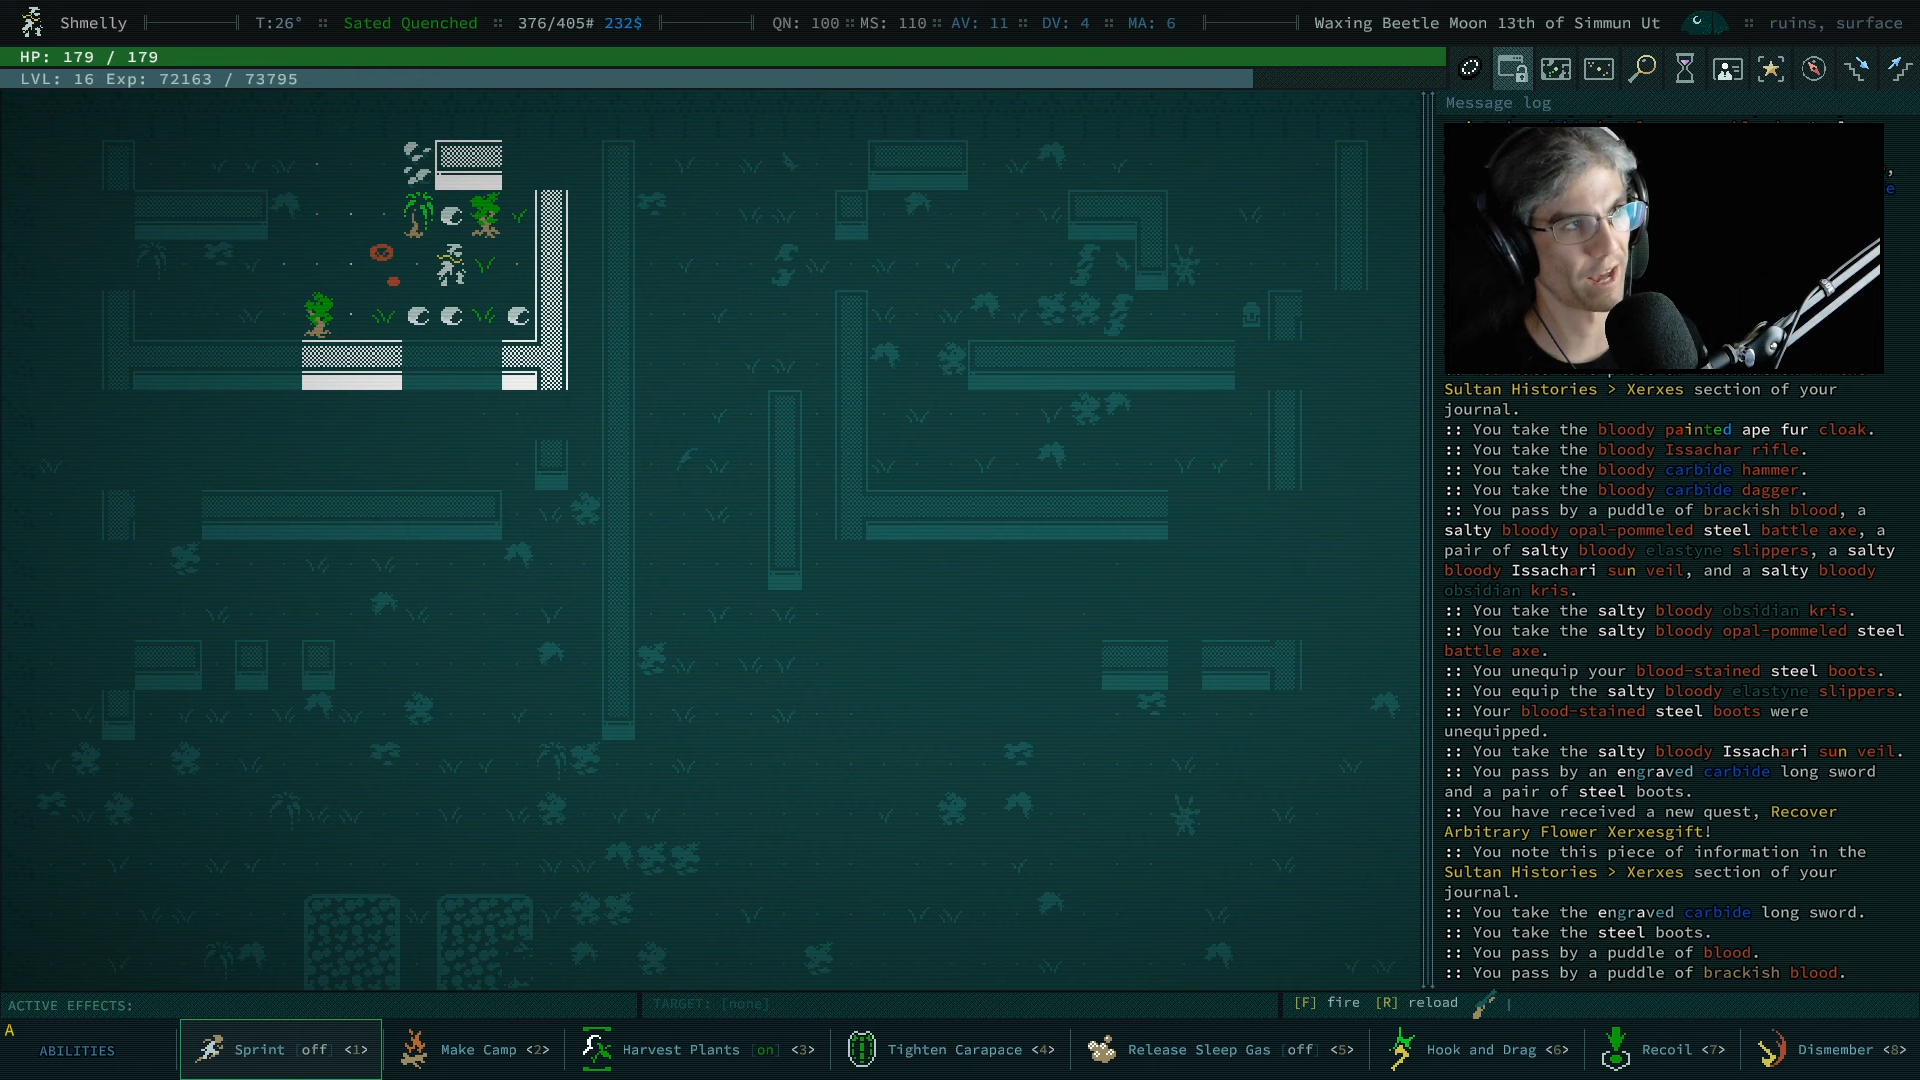 Shmelly T:26° :: Sated Quenched :: 376/405# 232$ QN: 100 :: MS: 110 :: AV: 11 :: DV: 4 :: MA: 6 Waxing Beetle Moon 13th of Simmun Ut :: ruins, surface
HP: 179 / 179
LVL: 16 Exp: 72163 / 73795
Message log
Sultan Histories > Xerxes section of your
journal.
:: You take the bloody painted ape fur cloak.
:: You take the bloody Issachar rifle.
:: You take the bloody carbide hammer.
:: You take the bloody carbide dagger.
:: You pass by a puddle of brackish blood, a
salty bloody opal-pommeled steel battle axe, a
pair of salty bloody elastyne slippers, a salty
bloody Issachari sun veil, and a salty bloody
obsidian kris.
:: You take the salty bloody obsidian kris.
:: You take the salty bloody opal-pommeled steel
battle axe.
:: You unequip your blood-stained steel boots.
:: You equip the salty bloody elastyne slippers.
:: Your blood-stained steel boots were
unequipped.
:: You take the salty bloody Issachari sun veil.
:: You pass by an engraved carbide long sword
and a pair of steel boots.
:: You have received a new quest, Recover
Arbitrary Flower Xerxesgift!
:: You note this piece of information in the
Sultan Histories > Xerxes section of your
journal.
:: You take the engraved carbide long sword.
:: You take the steel boots.
:: You pass by a puddle of blood.
:: You pass by a puddle of brackish blood.
ACTIVE EFFECTS: TARGET: [none] [F] fire [R] reload
A
ABILITIES Sprint [off] <1> Make Camp <2> Harvest Plants [on] <3> Tighten Carapace <4> Release Sleep Gas [off] <5> Hook and Drag <6> Recoil <7> Dismember <8>